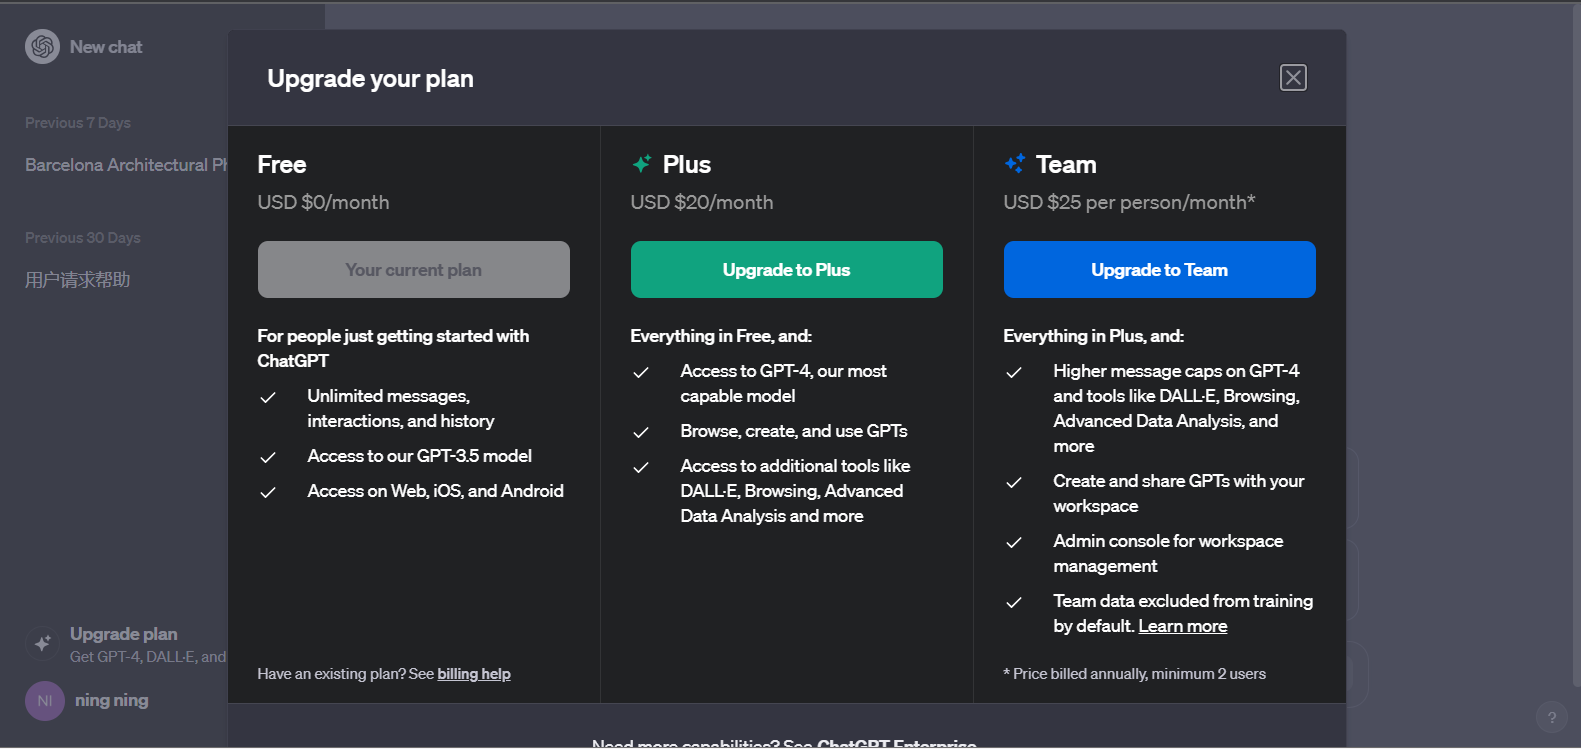 New chat
Previous 7 Days
Barcelona Architectural
Previous 30 Days
用户请求帮助
Upgrade plan
Get GPT-4, DALL·E, and
NI
ning ning
Upgrade your plan
Free
USD $0/month
Your current plan
For people just getting started with
ChatGPT
Unlimited messages,
interactions, and history
Access to our GPT-3.5 model
Access on Web, iOS, and Android
Have an existing plan? See billing help
Plus
USD $20/month
Upgrade to Plus
Everything in Free, and:
Access to GPT-4, our most
capable model
Browse, create, and use GPTs
Access to additional tools like
DALL·E, Browsing, Advanced
Data Analysis and more
Team
USD $25 per person/month*
Upgrade to Team
Everything in Plus, and:
Higher message caps on GPT-4
and tools like DALL·E, Browsing,
Advanced Data Analysis, and
more
Create and share GPTs with your
workspace
Admin console for workspace
management
Team data excluded from training
by default. Learn more
* Price billed annually, minimum 2 users
Need more capabilities? See ChatGPT Enterprise
?